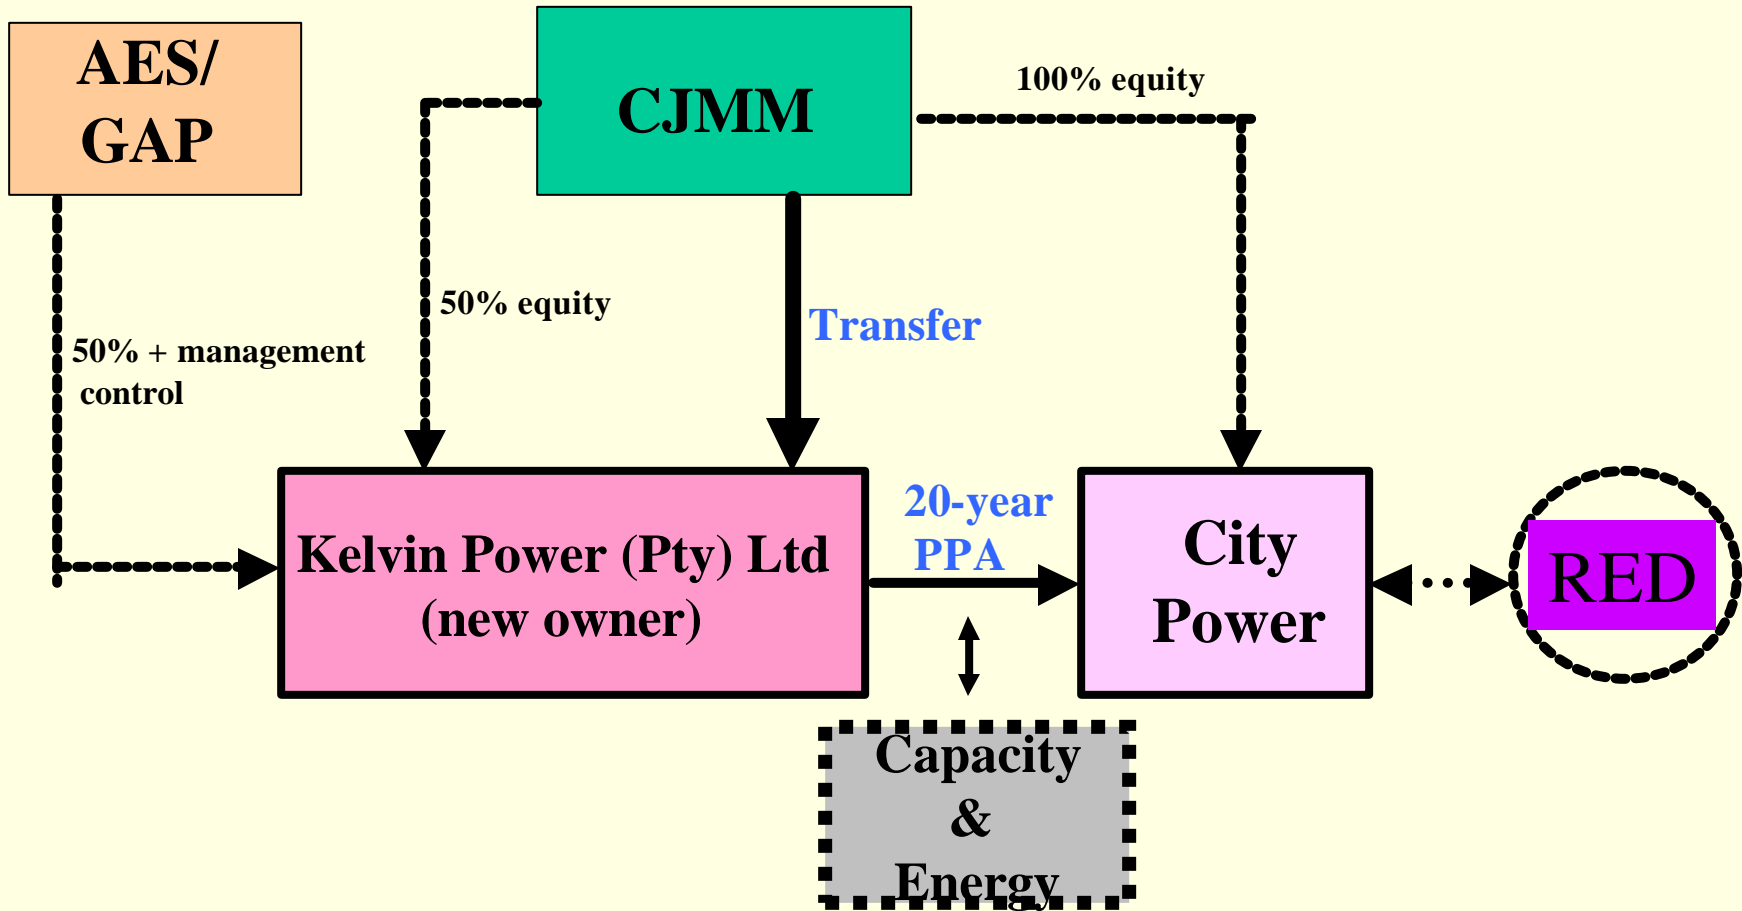 AES/
GAP
CJMM
100% equity
50% equity
Transfer
50% + management
control
Kelvin Power (Pty) Ltd
(new owner)
20-year
PPA
City
Power
RED
Capacity
&
Energy